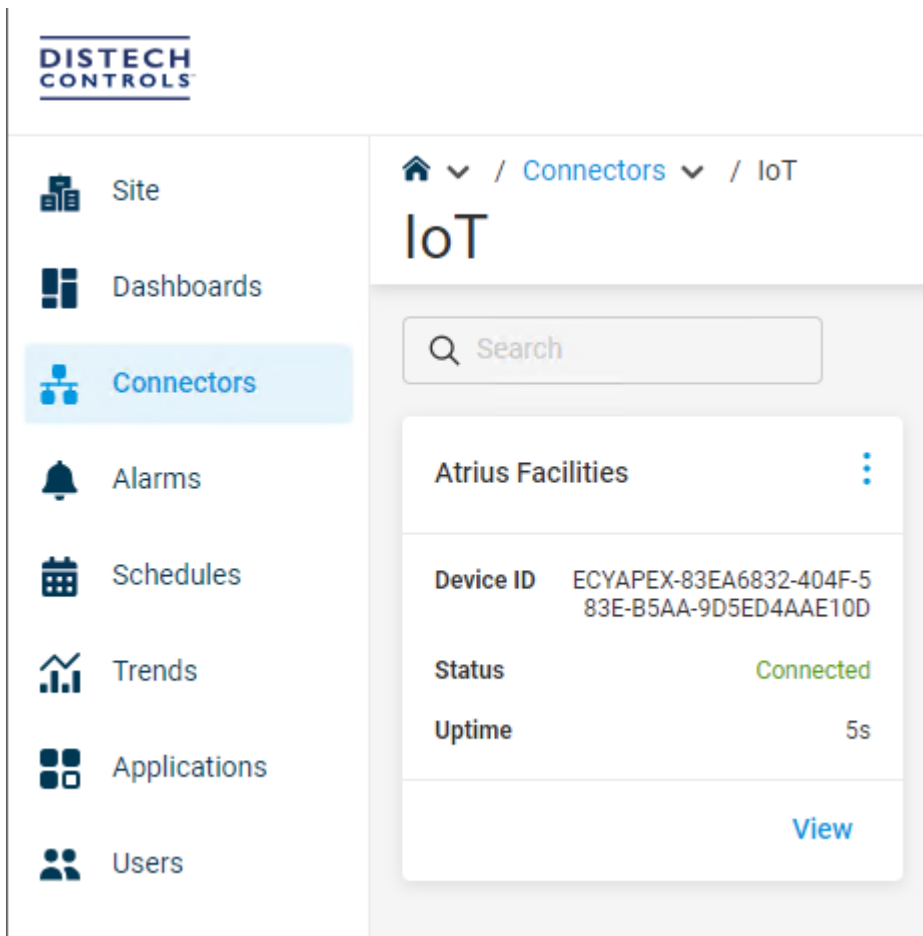 DISTECH
CONTROLS
Site
Dashboards
Connectors
Alarms
Schedules
Trends
Applications
Users
/ Connectors / IoT
IoT
Search
Atrius Facilities
Device ID ECYAPEX-83EA6832-404F-5
83E-B5AA-9D5ED4AAE10D
Status Connected
Uptime 5s
View